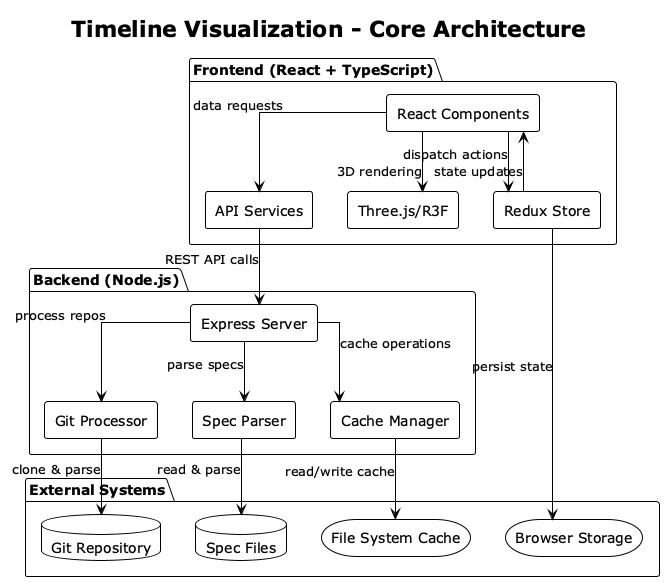 Timeline Visualization - Core Architecture
Frontend (React + TypeScript)
data requests
React Components
dispatch actions
3D rendering
state updates
API Services
Three.js/R3F
Redux Store
REST API calls
Backend (Node.js)
process repos
Express Server
cache operations
parse specs
persist state
Git Processor
Spec Parser
Cache Manager
clone & parse
read & parse
read/write cache
External Systems
Git Repository
Spec Files
File System Cache
Browser Storage